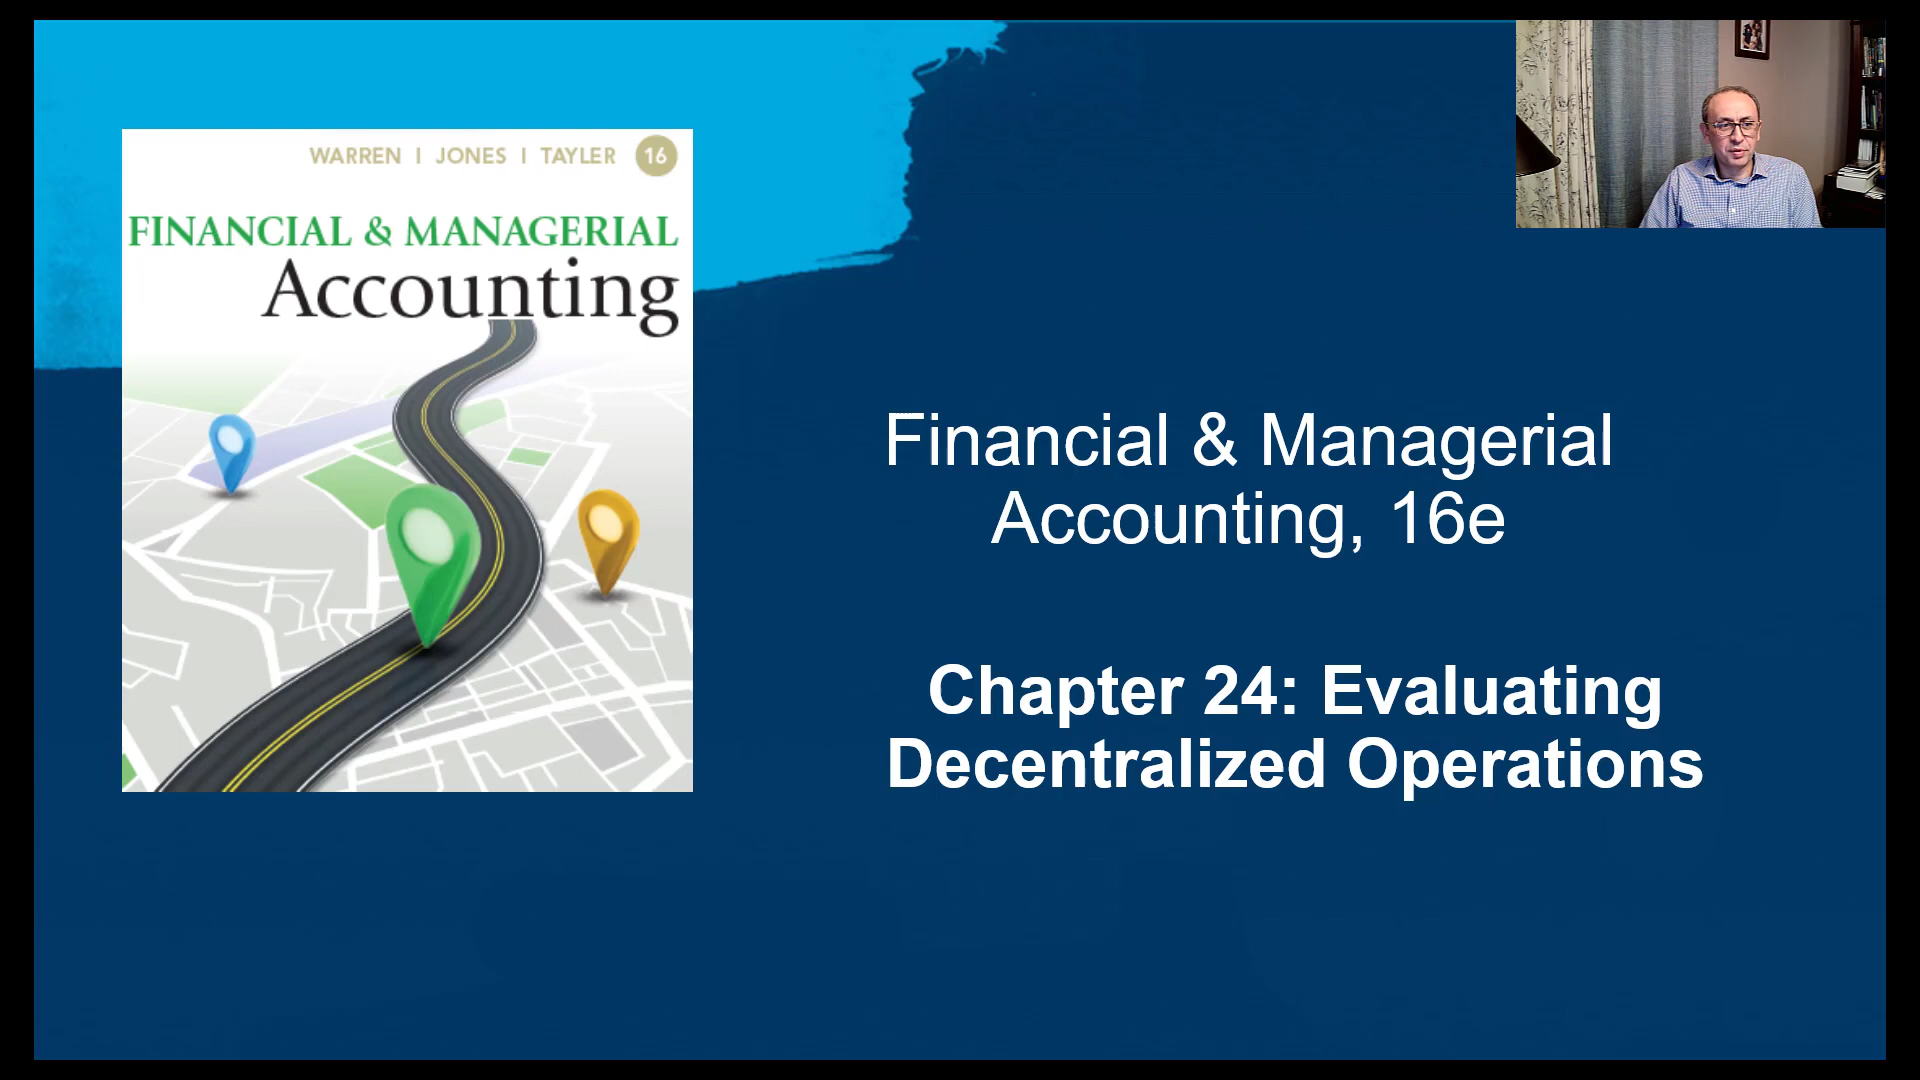 WARREN | JONES | TAYLER 16
FINANCIAL & MANAGERIAL
Accounting
Financial & Managerial
Accounting, 16e
Chapter 24: Evaluating
Decentralized Operations